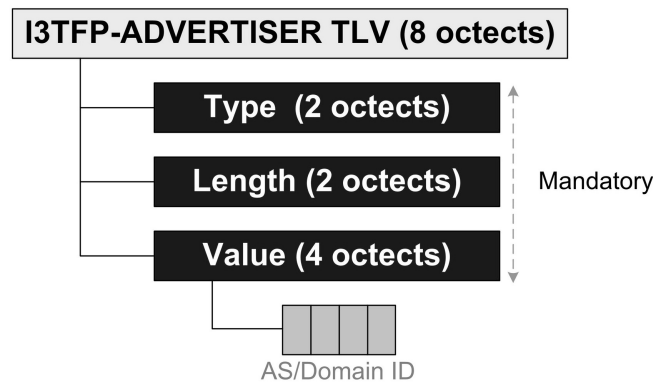 I3TFP-ADVERTISER TLV (8 octects)
Type (2 octects)
Length (2 octects)
Mandatory
Value (4 octects)
AS/Domain ID